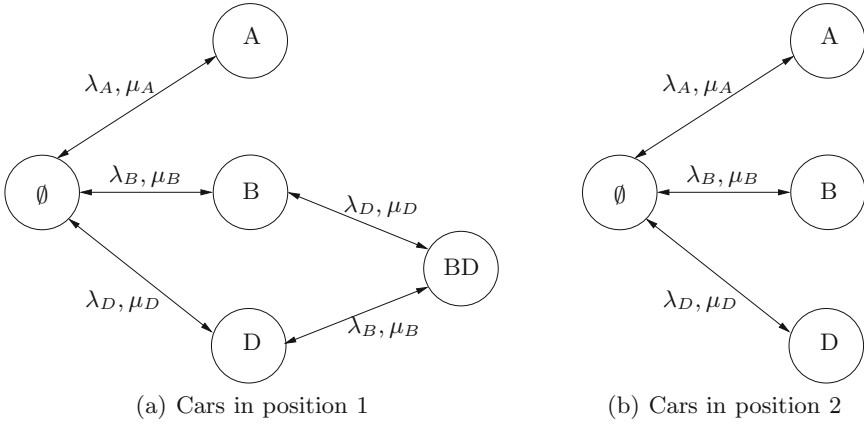 A
λ_A, μ_A
∅
λ_B, μ_B
B
λ_D, μ_D
BD
λ_D, μ_D
λ_B, μ_B
D
(a) Cars in position 1
A
λ_A, μ_A
∅
λ_B, μ_B
B
λ_D, μ_D
D
(b) Cars in position 2